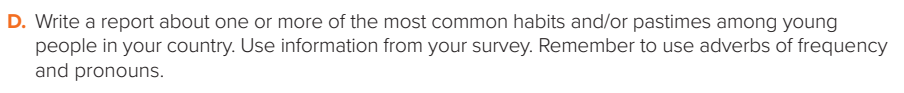 D. Write a report about one or more of the most common habits and/or pastimes among young
people in your country. Use information from your survey. Remember to use adverbs of frequency
and pronouns.